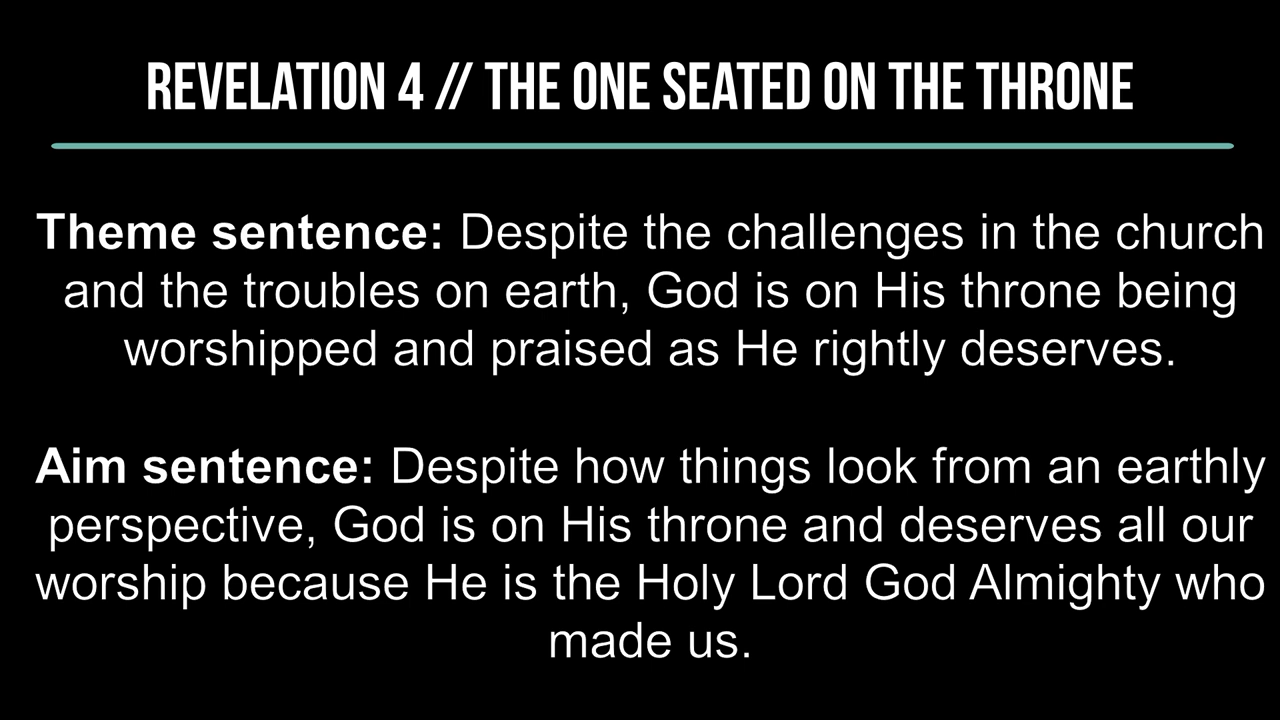 REVELATION 4 // THE ONE SEATED ON THE THRONE
Theme sentence: Despite the challenges in the church
and the troubles on earth, God is on His throne being
worshipped and praised as He rightly deserves.
Aim sentence: Despite how things look from an earthly
perspective, God is on His throne and deserves all our
worship because He is the Holy Lord God Almighty who
made us.